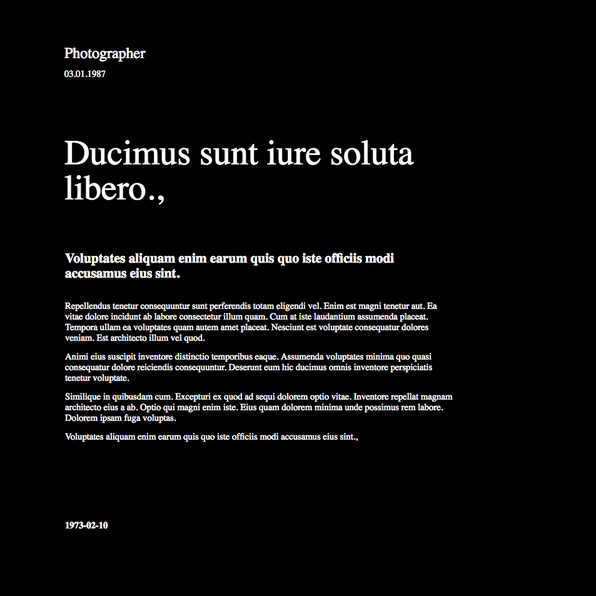 Photographer
03.01.1987
Ducimus sunt iure soluta
libero.,
Voluptates aliquam enim earum quis quo iste officiis modi
accusamus eius sint.
Repellendus tenetur consequuntur sunt perferendis totam eligendi vel. Enim est magni tenetur aut. Ea
vitae dolore incidunt ab labore consectetur illum quam. Cum at iste laudantium assumenda placeat.
Tempora ullam ea voluptates quam autem amet placeat. Nesciunt est voluptate consequatur dolores
veniam. Est architecto illum vel quod.
Animi eius suscipit inventore distinctio temporibus eaque. Assumenda voluptates minima quo quasi
consequatur dolore reiciendis consequuntur. Deserunt eum hic ducimus omnis inventore perspiciatis
tenetur voluptate.
Similique in quibusdam cum. Excepturi ex quod ad sequi dolorem optio vitae. Inventore repellat magnam
architecto eius a ab. Optio qui magni enim iste. Eius quam dolorem minima unde possimus rem labore.
Dolorem ipsam fuga voluptas.
Voluptates aliquam enim earum quis quo iste officiis modi accusamus eius sint.,
1973-02-10